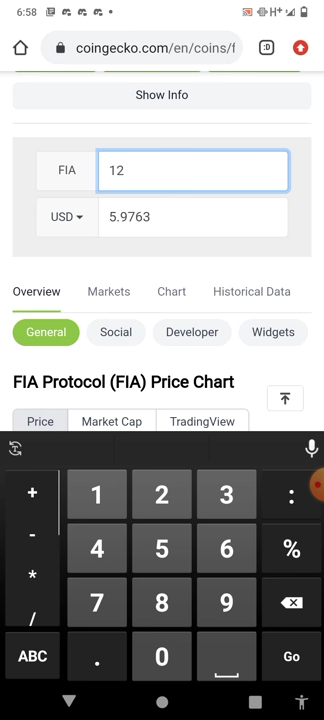 6:58
H+
coingecko.com/en/coins/f
:D
Show Info
FIA 12
USD 5.9763
Overview Markets Chart Historical Data
General Social Developer Widgets
FIA Protocol (FIA) Price Chart
Price Market Cap TradingView
+ 1 2 3 :
- 4 5 6 %
* 7 8 9
/
ABC . 0 Go